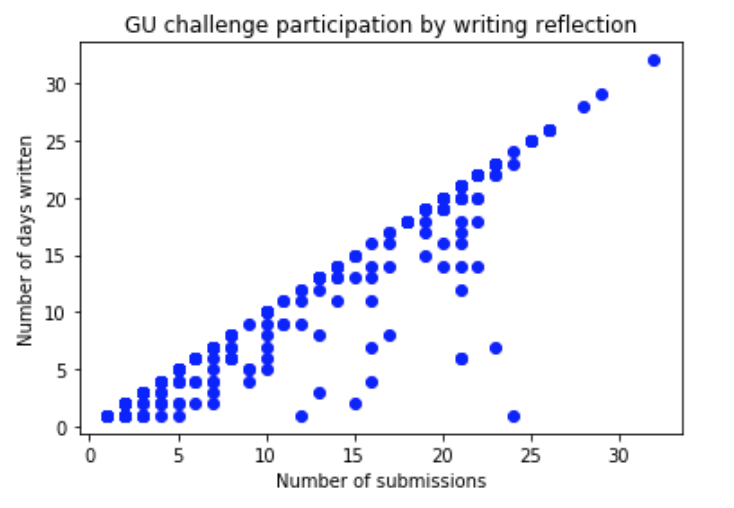 GU challenge participation by writing reflection
Number of days written
30
25
20
15
10
5
0
0 5 10 15 20 25 30
Number of submissions